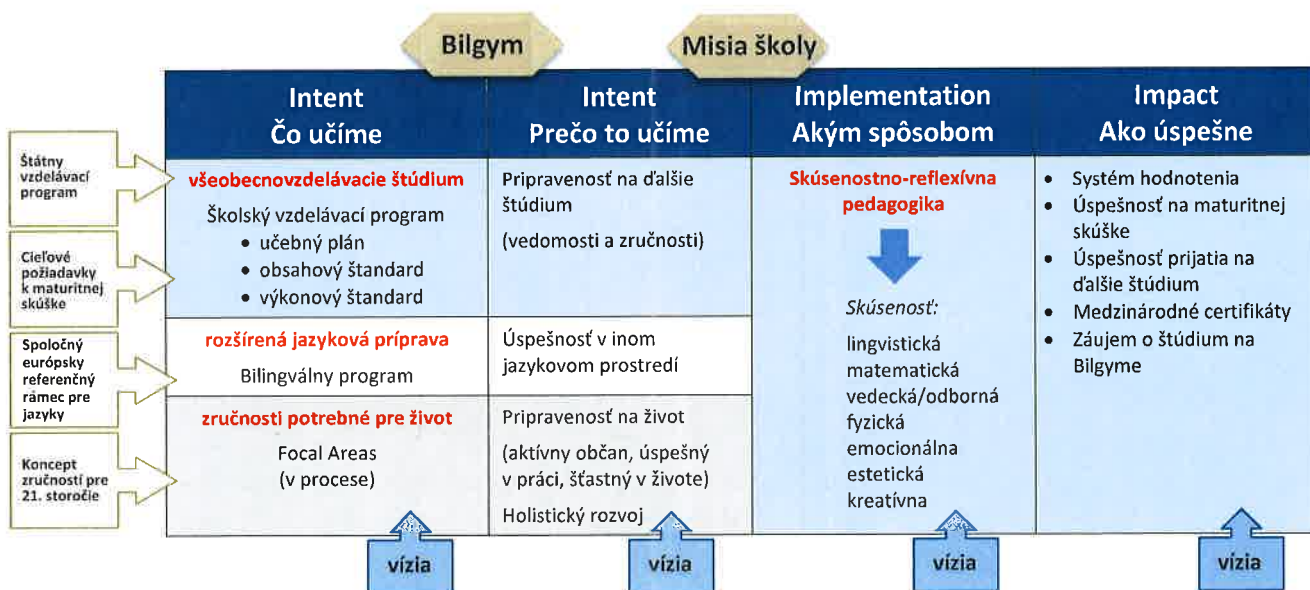 Bilgym
Misia školy
Intent
Čo učíme
Intent
Prečo to učíme
Implementation
Akým spôsobom
Impact
Ako úspešne
Štátny
vzdelávací
program
Cieľové
požiadavky
k maturitnej
skúške
Spoločný
európsky
referenčný
rámec pre
jazyky
Koncept
zručností pre
21. storočie
všeobecnovzdelávacie štúdium
Školský vzdelávací program
• učebný plán
• obsahový štandard
• výkonový štandard
Pripravenosť na ďalšie
štúdium
(vedomosti a zručnosti)
rozšírená jazyková príprava
Bilingválny program
Úspešnosť v inom
jazykovom prostredí
zručnosti potrebné pre život
Focal Areas
(v procese)
Pripravenosť na život
(aktívny občan, úspešný
v práci, šťastný v živote)
Holistický rozvoj
Skúsenostno-reflexívna
pedagogika
Skúsenosť:
lingvistická
matematická
vedecká/odborná
fyzická
emocionálna
estetická
kreatívna
• Systém hodnotenia
• Úspešnosť na maturitnej
skúške
• Úspešnosť prijatia na
ďalšie štúdium
• Medzinárodné certifikáty
• Záujem o štúdium na
Bilgyme
vízia
vízia
vízia
vízia